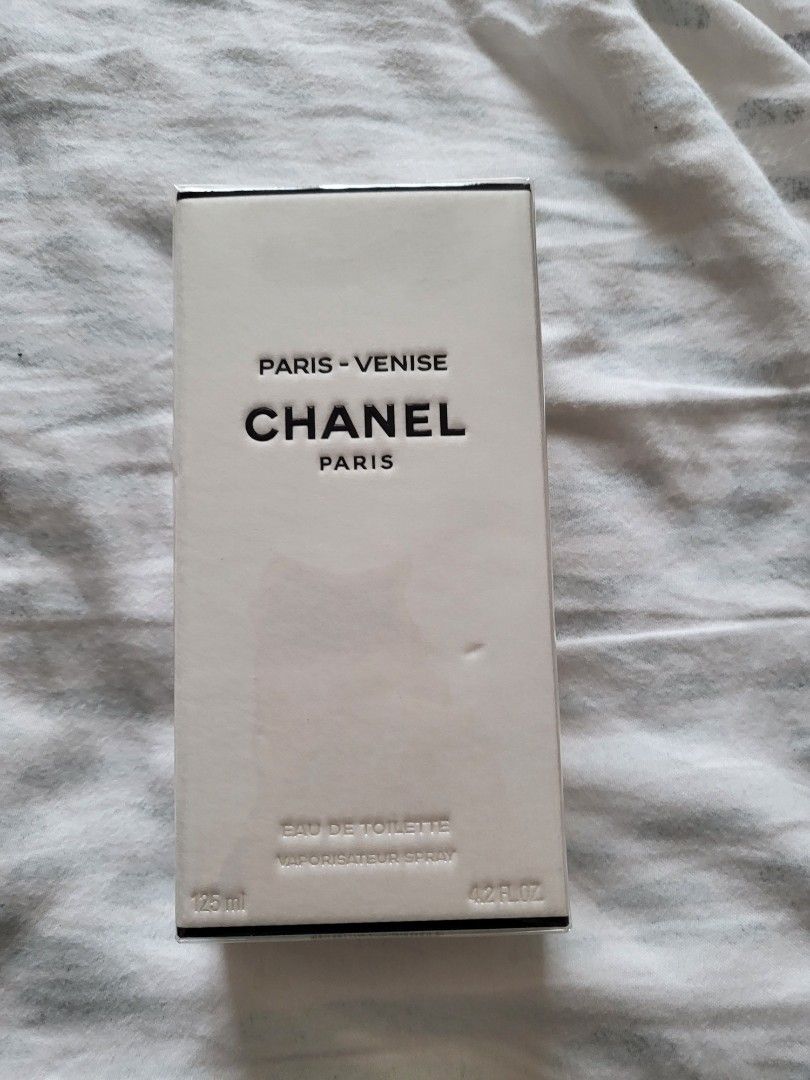 PARIS - VENISE
CHANEL
PARIS
EAU DE TOILETTE
VAPORISATEUR SPRAY
125 ml
4.2 FL.OZ.